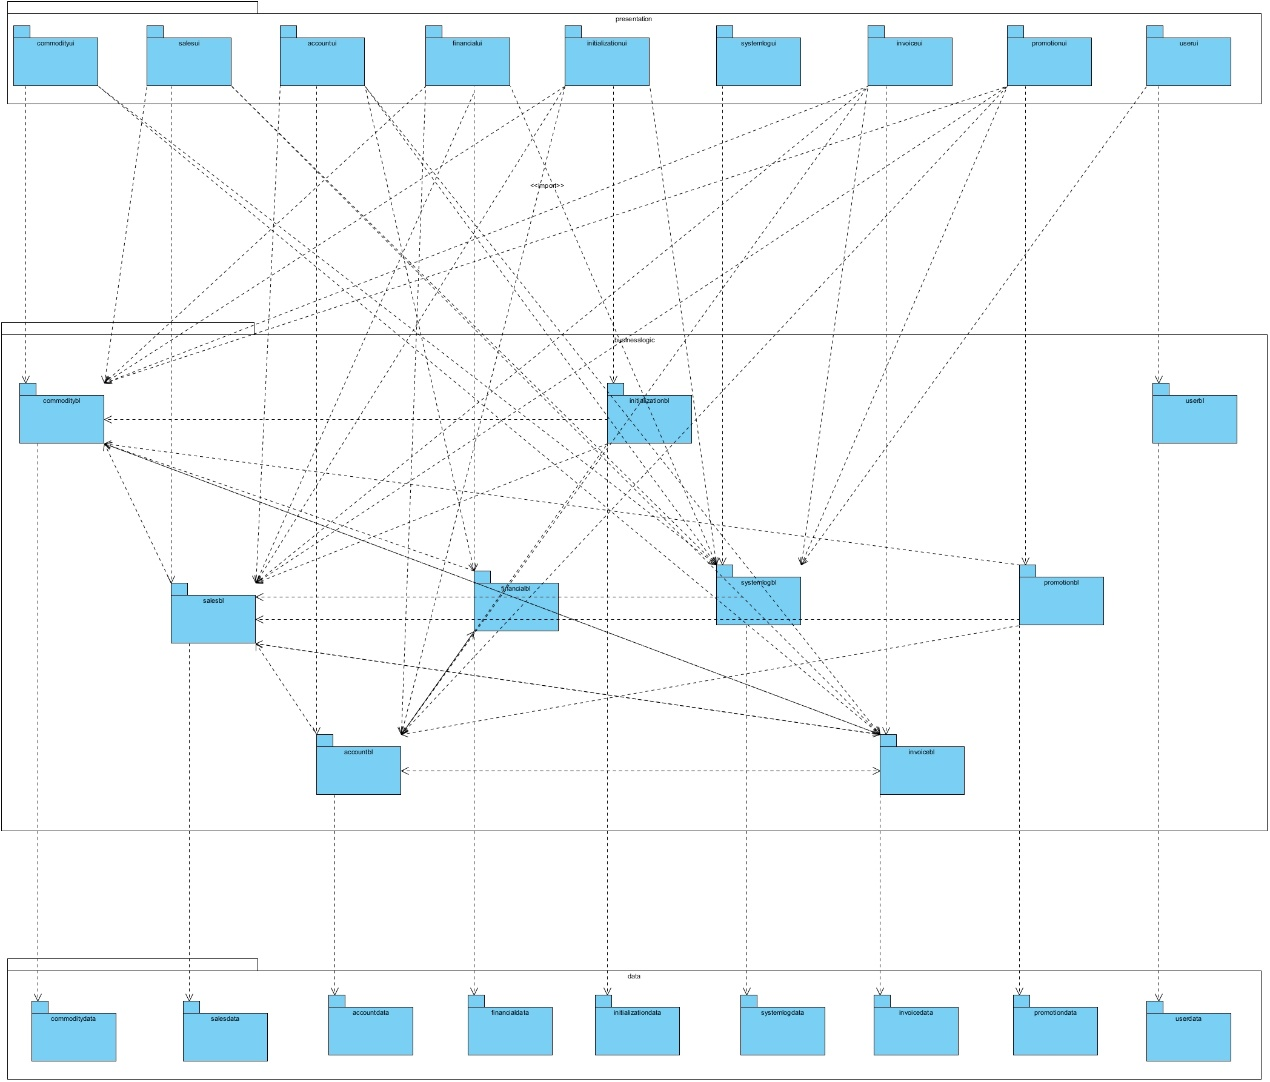 presentation
commodityui
salesui
accountui
financialui
initializationui
systemlogui
invoiceui
promotionui
userui
<<import>>
businesslogic
commoditybl
initializationbl
userbl
salesbl
financialbl
systemlogbl
promotionbl
accountbl
invoicebl
data
commoditydata
salesdata
accountdata
financialdata
initializationdata
systemlogdata
invoicedata
promotiondata
userdata